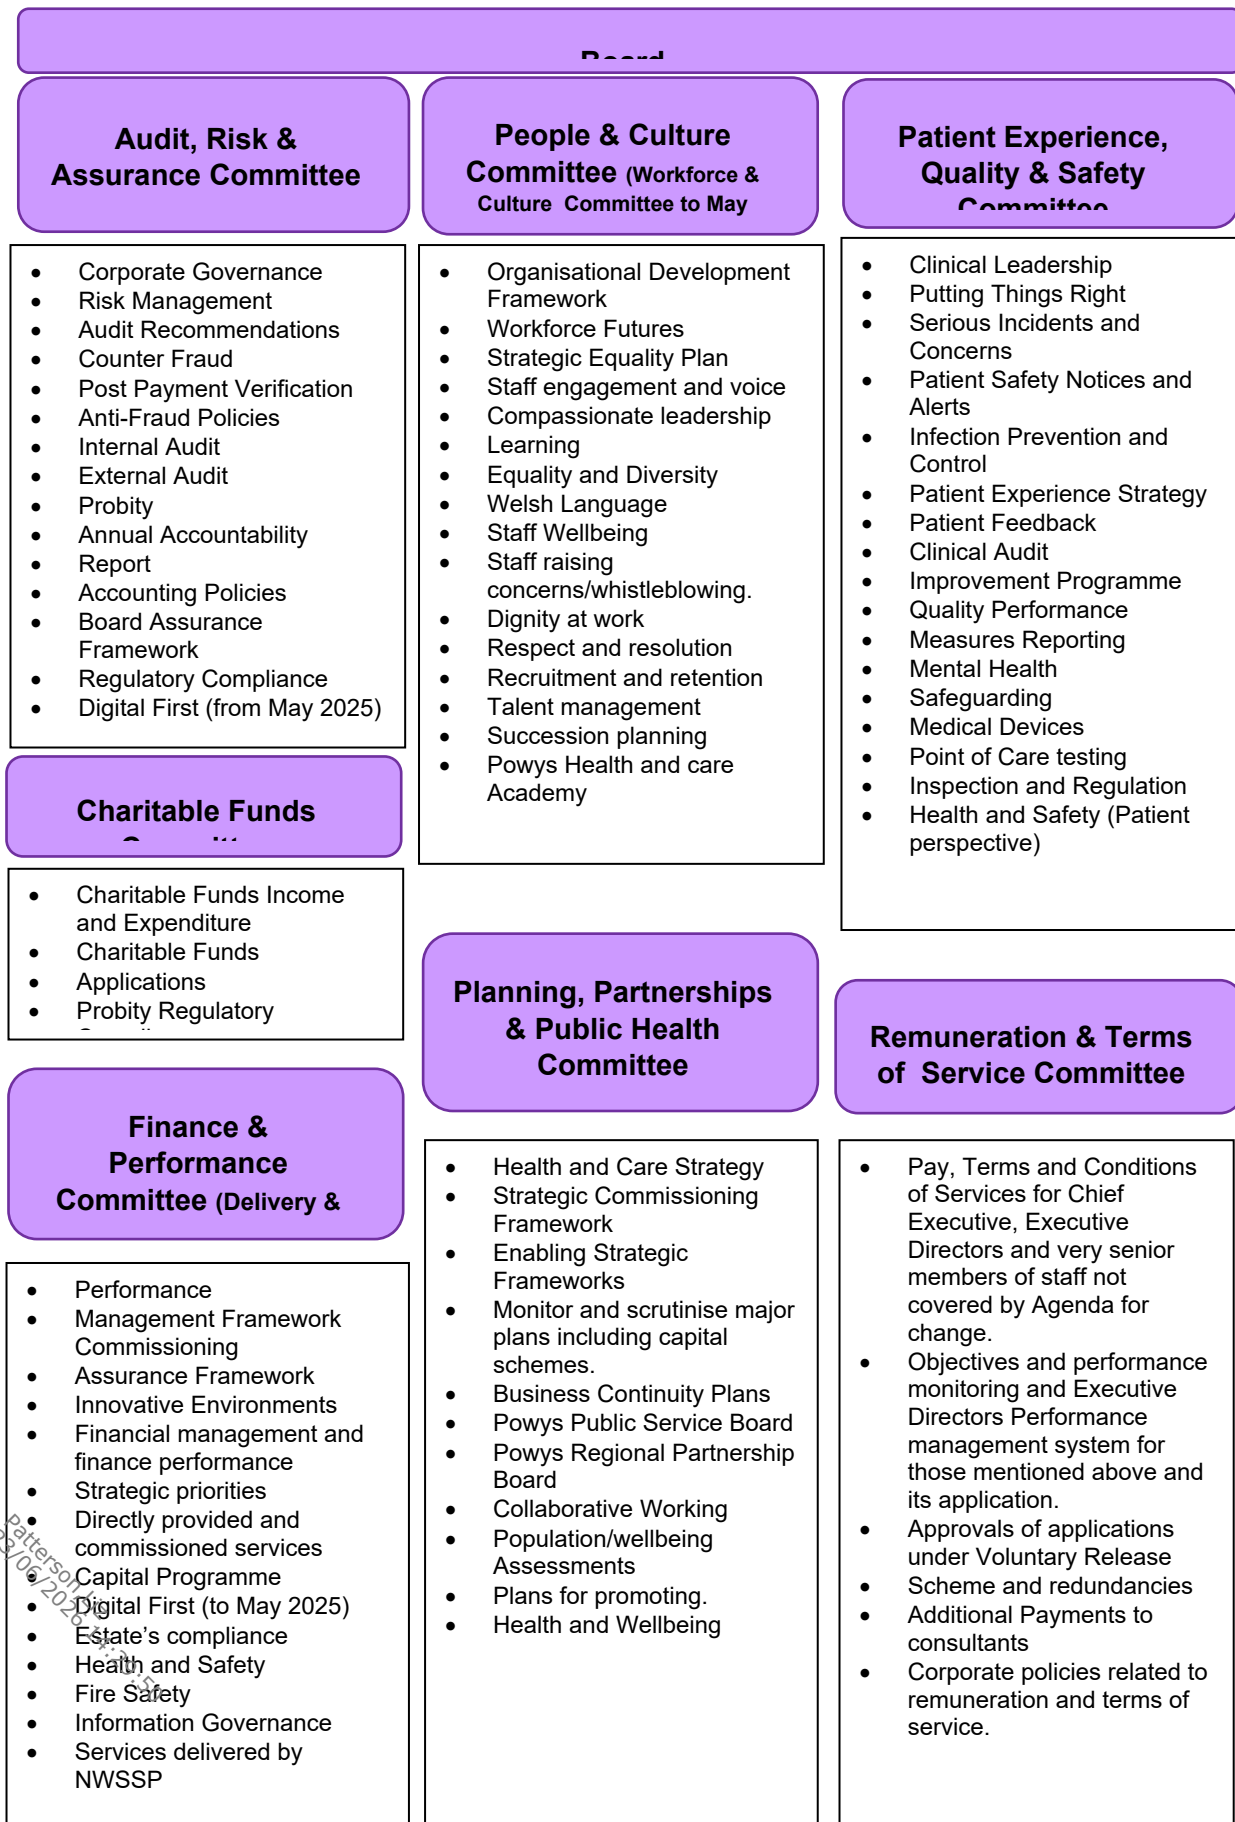 Board
Audit, Risk &
Assurance Committee
• Corporate Governance
• Risk Management
• Audit Recommendations
• Counter Fraud
• Post Payment Verification
• Anti-Fraud Policies
• Internal Audit
• External Audit
• Probity
• Annual Accountability
• Report
• Accounting Policies
• Board Assurance
Framework
• Regulatory Compliance
• Digital First (from May 2025)
Charitable Funds
• Charitable Funds Income
and Expenditure
• Charitable Funds
• Applications
• Probity Regulatory
Finance &
Performance
Committee (Delivery &
• Performance
• Management Framework
Commissioning
• Assurance Framework
• Innovative Environments
• Financial management and
finance performance
• Strategic priorities
• Directly provided and
commissioned services
• Capital Programme
• Digital First (to May 2025)
• Estate's compliance
• Health and Safety
• Fire Safety
• Information Governance
• Services delivered by
NWSSP
People & Culture
Committee (Workforce &
Culture Committee to May
• Organisational Development
Framework
• Workforce Futures
• Strategic Equality Plan
• Staff engagement and voice
• Compassionate leadership
• Learning
• Equality and Diversity
• Welsh Language
• Staff Wellbeing
• Staff raising
concerns/whistleblowing.
• Dignity at work
• Respect and resolution
• Recruitment and retention
• Talent management
• Succession planning
• Powys Health and care
Academy
Planning, Partnerships
& Public Health
Committee
• Health and Care Strategy
• Strategic Commissioning
Framework
• Enabling Strategic
Frameworks
• Monitor and scrutinise major
plans including capital
schemes.
• Business Continuity Plans
• Powys Public Service Board
• Powys Regional Partnership
Board
• Collaborative Working
• Population/wellbeing
Assessments
• Plans for promoting.
• Health and Wellbeing
Patient Experience,
Quality & Safety
Committee
• Clinical Leadership
• Putting Things Right
• Serious Incidents and
Concerns
• Patient Safety Notices and
Alerts
• Infection Prevention and
Control
• Patient Experience Strategy
• Patient Feedback
• Clinical Audit
• Improvement Programme
• Quality Performance
• Measures Reporting
• Mental Health
• Safeguarding
• Medical Devices
• Point of Care testing
• Inspection and Regulation
• Health and Safety (Patient
perspective)
Remuneration & Terms
of Service Committee
• Pay, Terms and Conditions
of Services for Chief
Executive, Executive
Directors and very senior
members of staff not
covered by Agenda for
change.
• Objectives and performance
monitoring and Executive
Directors Performance
management system for
those mentioned above and
its application.
• Approvals of applications
under Voluntary Release
• Scheme and redundancies
• Additional Payments to
consultants
• Corporate policies related to
remuneration and terms of
service.
Patterson
14:29:50